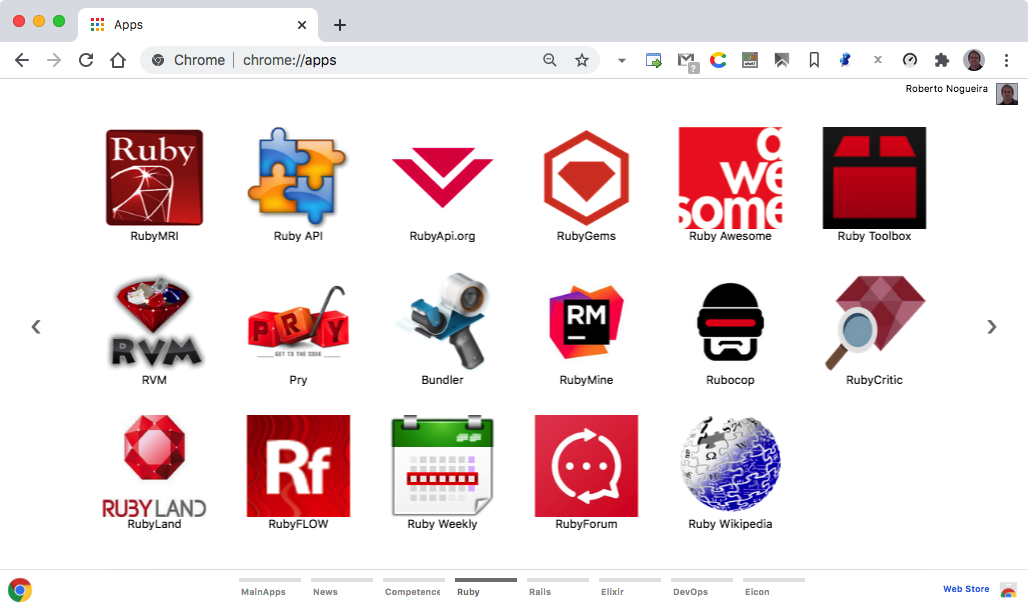 Apps
Chrome
chrome://apps
Roberto Nogueira
Ruby
a
we
some
RubyMRI
Ruby API
RubyApi.org
RubyGems
Ruby Awesome
Ruby Toolbox
RVM
PRY
GET TO THE CODE
RM
RVM
Pry
Bundler
RubyMine
Rubocop
RubyCritic
RUBYLAND
Rf
RubyLand
RubyFLOW
Ruby Weekly
RubyForum
Ruby Wikipedia
MainApps
News
Competence
Ruby
Rails
Elixir
DevOps
Eicon
Web Store